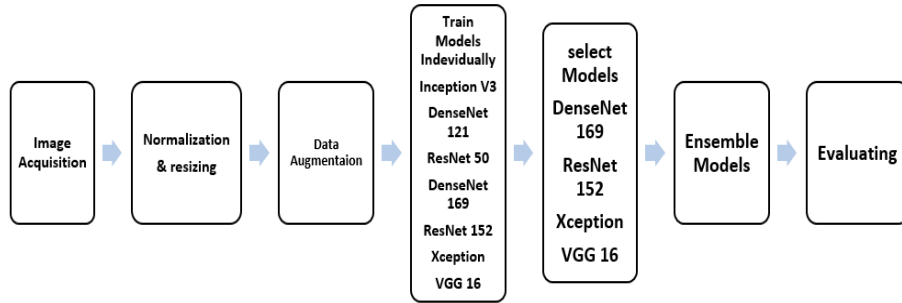 Image
Acquisition
Normalization
& resizing
Data
Augmentaion
Train
Models
Indevidually
Inception V3
DenseNet
121
ResNet 50
DenseNet
169
ResNet 152
Xception
VGG 16
select
Models
DenseNet
169
ResNet
152
Xception
VGG 16
Ensemble
Models
Evaluating